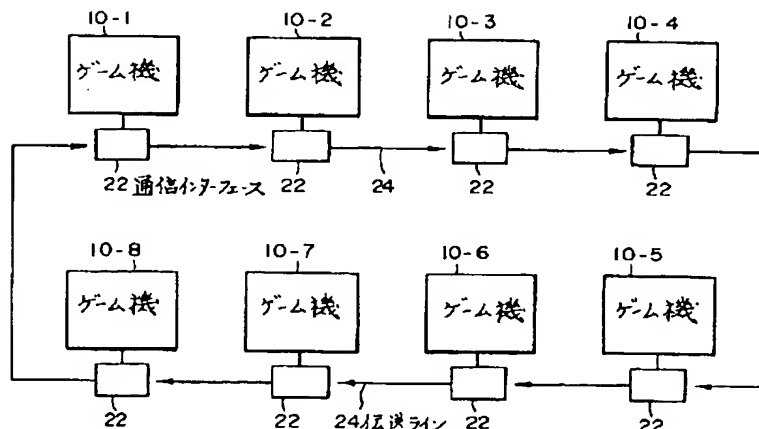 10-1 10-2 10-3 10-4
ゲーム機 ゲーム機 ゲーム機 ゲーム機
22 通信インターフェース 22 24 22 22
10-8 10-7 10-6 10-5
ゲーム機 ゲーム機 ゲーム機 ゲーム機
22 22 24 伝送ライン 22 22